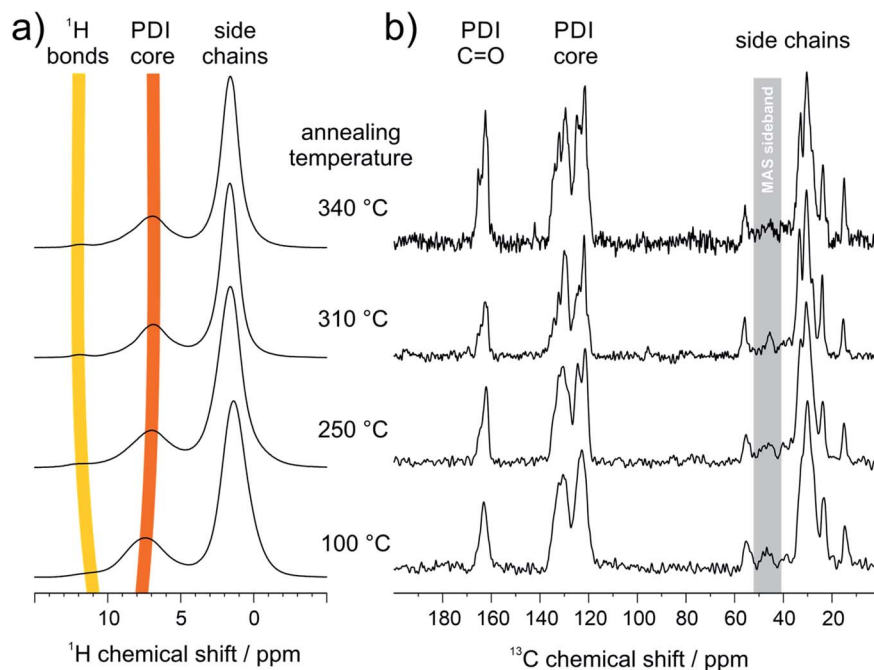 a)
¹H
bonds
PDI
core
side
chains
annealing
temperature
340 °C
310 °C
250 °C
100 °C
10
5
0
¹H chemical shift / ppm
b)
PDI
C=O
PDI
core
side chains
MAS sideband
180 160 140 120 100 80 60 40 20
¹³C chemical shift / ppm